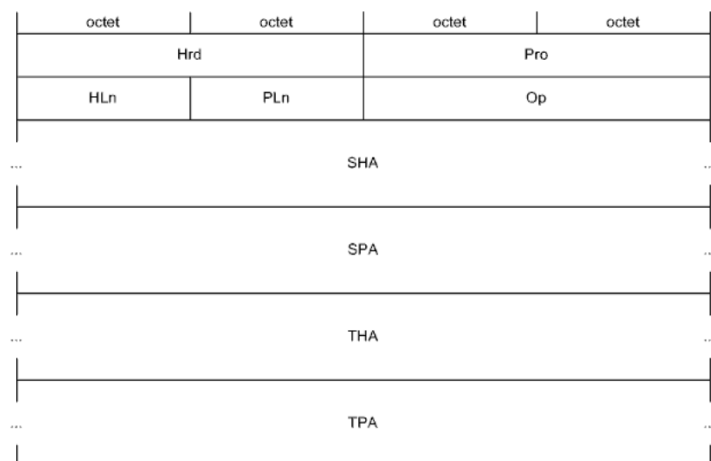 octet octet octet octet
Hrd Pro
HLn PLn Op
... SHA ...
... SPA ...
... THA ...
... TPA ...